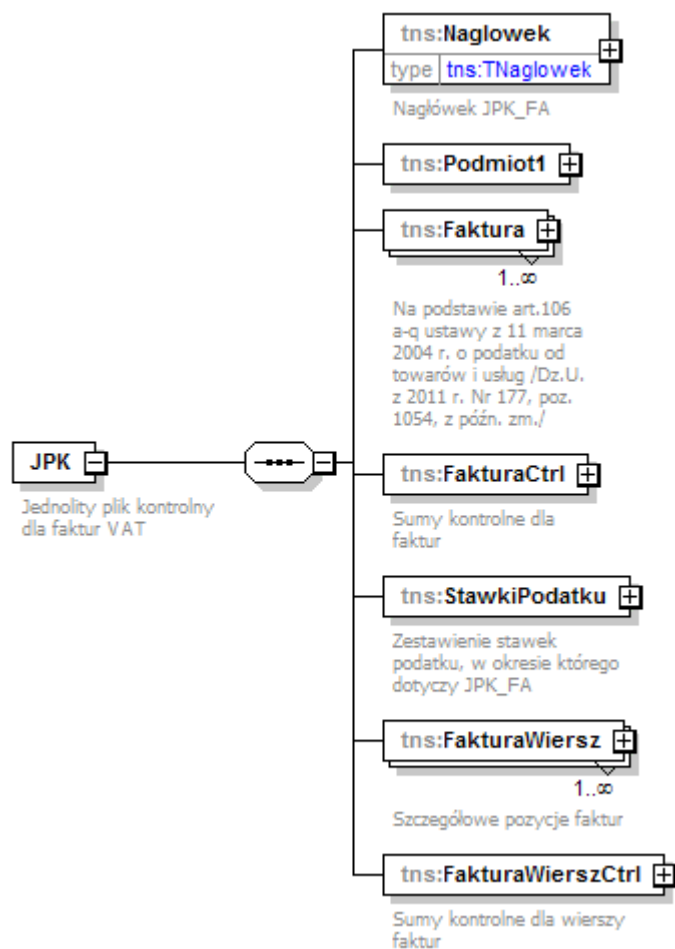 tns:Naglowek
type tns:TNaglowek
Nagłówek JPK_FA
tns:Podmiot1
tns:Faktura
1..∞
Na podstawie art.106
a-q ustawy z 11 marca
2004 r. o podatku od
towarów i usług /Dz.U.
z 2011 r. Nr 177, poz.
1054, z późn. zm./
JPK
Jednolity plik kontrolny
dla faktur VAT
tns:FakturaCtrl
Sumy kontrolne dla
faktur
tns:StawkiPodatku
Zestawienie stawek
podatku, w okresie którego
dotyczy JPK_FA
tns:FakturaWiersz
1..∞
Szczegółowe pozycje faktur
tns:FakturaWierszCtrl
Sumy kontrolne dla wierszy
faktur